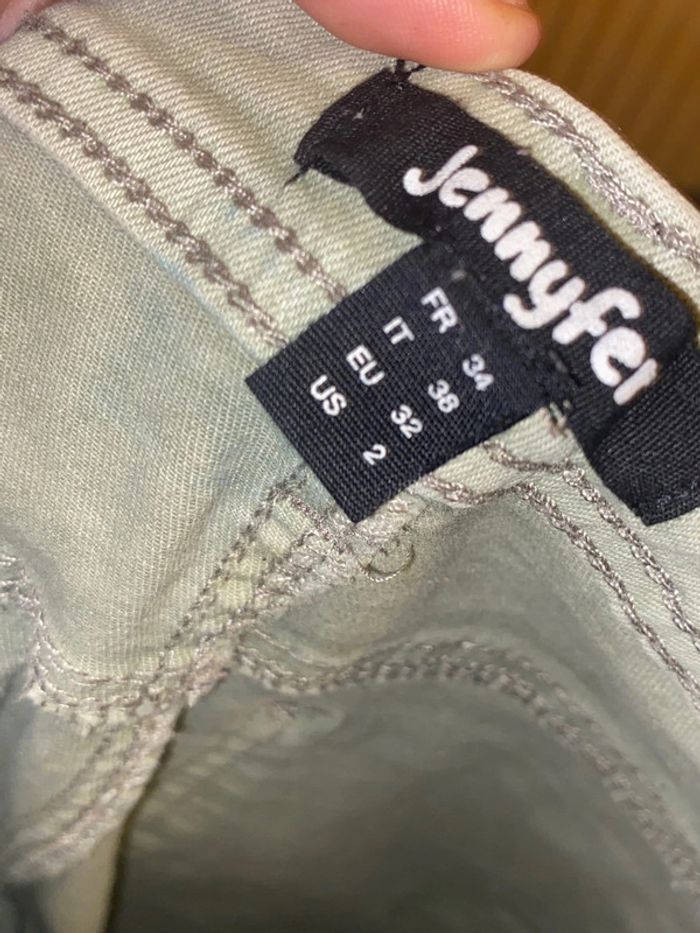 Jennyfer
FR 34
IT 38
EU 32
US 2